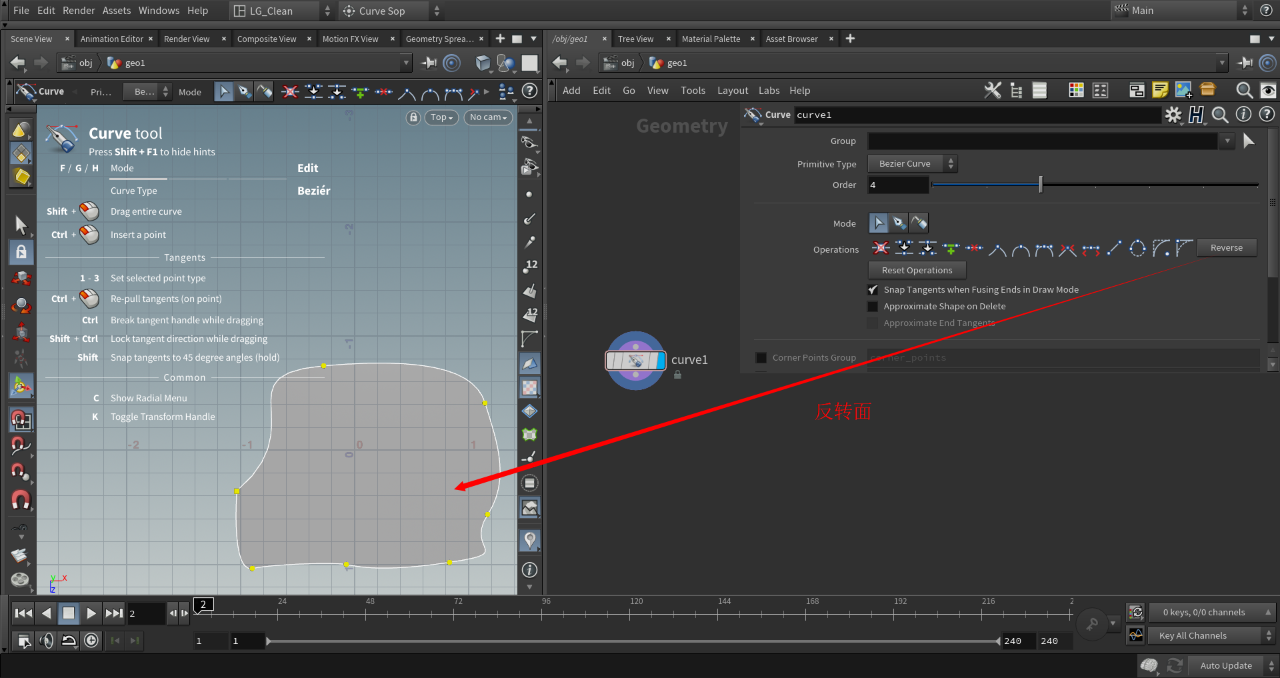 File Edit Render Assets Windows Help LG_Clean Curve Sop Main
Scene View Animation Editor Render View Composite View Motion FX View Geometry Sprea...
/obj/geo1 Tree View Material Palette Asset Browser
obj geo1
obj geo1
Curve Pri... Be... Mode
Add Edit Go View Tools Layout Labs Help
Top No cam
Curve tool
Press Shift + F1 to hide hints
F / G / H Mode Edit
Curve Type Beziér
Shift + Drag entire curve
Ctrl + Insert a point
Tangents
1 - 3 Set selected point type
Ctrl + Re-pull tangents (on point)
Ctrl Break tangent handle while dragging
Shift + Ctrl Lock tangent direction while dragging
Shift Snap tangents to 45 degree angles (hold)
Common
C Show Radial Menu
K Toggle Transform Handle
-2
-1
-2 -1 0 1
0
12
12
y x
z
Geometry
curve1
Curve curve1
Group
Primitive Type Bezier Curve
Order 4
Mode
Operations Reverse
Reset Operations
Snap Tangents when Fusing Ends in Draw Mode
Approximate Shape on Delete
Approximate End Tangents
Corner Points Group corner_points
反转面
2 2 24 48 72 96 120 144 168 192 216 2
0 keys, 0/0 channels
1 1 240 240 Key All Channels
Auto Update